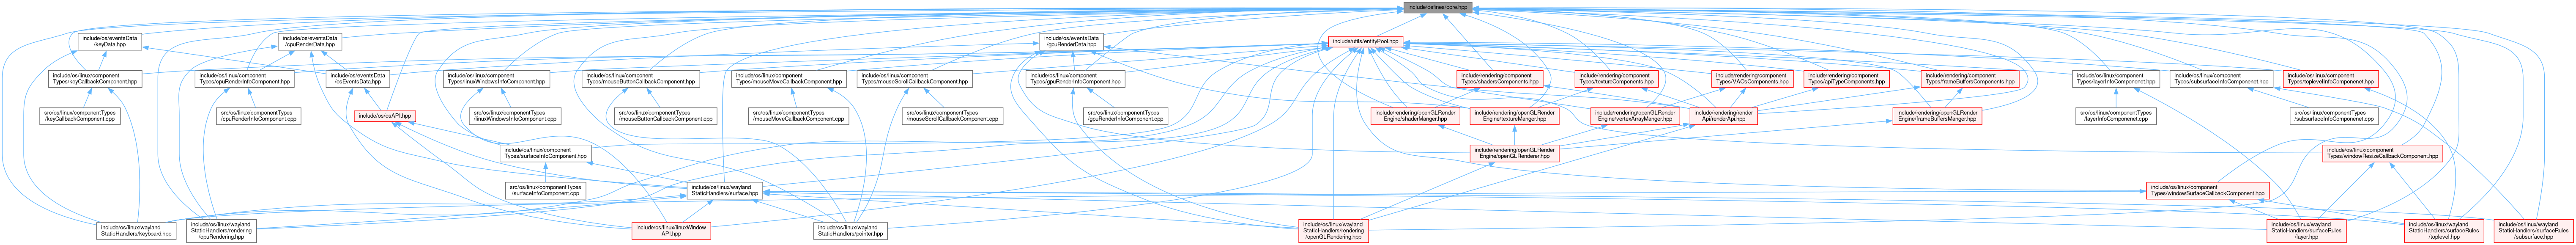 include/defines/core.hpp
include/os/eventsData
/keyData.hpp
include/os/eventsData
/cpuRenderData.hpp
include/os/eventsData
/gpuRenderData.hpp
include/utils/entityPool.hpp
include/os/linux/component
Types/keyCallbackComponent.hpp
include/os/linux/component
Types/cpuRenderInfoComponent.hpp
include/os/eventsData
/osEventsData.hpp
include/os/linux/component
Types/linuxWindowsInfoComponent.hpp
include/os/linux/component
Types/mouseButtonCallbackComponent.hpp
include/os/linux/component
Types/mouseMoveCallbackComponent.hpp
include/os/linux/component
Types/mouseScrollCallbackComponent.hpp
include/os/linux/component
Types/gpuRenderInfoComponent.hpp
include/rendering/component
Types/shadersComponents.hpp
include/rendering/component
Types/textureComponents.hpp
include/rendering/component
Types/VAOsComponents.hpp
include/rendering/component
Types/apiTypeComponents.hpp
include/rendering/component
Types/frameBuffersComponents.hpp
include/os/linux/component
Types/layerInfoComponenet.hpp
include/os/linux/component
Types/subsurfaceInfoComponenet.hpp
include/os/linux/component
Types/toplevelInfoComponenet.hpp
src/os/linux/componentTypes
/keyCallbackComponent.cpp
src/os/linux/componentTypes
/cpuRenderInfoComponent.cpp
include/os/osAPI.hpp
src/os/linux/componentTypes
/linuxWindowsInfoComponent.cpp
src/os/linux/componentTypes
/mouseButtonCallbackComponent.cpp
src/os/linux/componentTypes
/mouseMoveCallbackComponent.cpp
src/os/linux/componentTypes
/mouseScrollCallbackComponent.cpp
src/os/linux/componentTypes
/gpuRenderInfoComponent.cpp
include/rendering/openGLRender
Engine/shaderManger.hpp
include/rendering/openGLRender
Engine/textureManger.hpp
include/rendering/openGLRender
Engine/vertexArrayManger.hpp
include/rendering/render
Api/renderApi.hpp
include/rendering/openGLRender
Engine/frameBuffersManger.hpp
src/os/linux/componentTypes
/layerInfoComponenet.cpp
src/os/linux/componentTypes
/subsurfaceInfoComponenet.cpp
include/os/linux/component
Types/surfaceInfoComponent.hpp
include/rendering/openGLRender
Engine/openGLRenderer.hpp
include/os/linux/component
Types/windowResizeCallbackComponent.hpp
src/os/linux/componentTypes
/surfaceInfoComponent.cpp
include/os/linux/wayland
StaticHandlers/surface.hpp
include/os/linux/component
Types/windowSurfaceCallbackComponent.hpp
include/os/linux/wayland
StaticHandlers/keyboard.hpp
include/os/linux/wayland
StaticHandlers/rendering
/cpuRendering.hpp
include/os/linux/linuxWindow
API.hpp
include/os/linux/wayland
StaticHandlers/pointer.hpp
include/os/linux/wayland
StaticHandlers/rendering
/openGLRendering.hpp
include/os/linux/wayland
StaticHandlers/surfaceRules
/layer.hpp
include/os/linux/wayland
StaticHandlers/surfaceRules
/toplevel.hpp
include/os/linux/wayland
StaticHandlers/surfaceRules
/subsurface.hpp